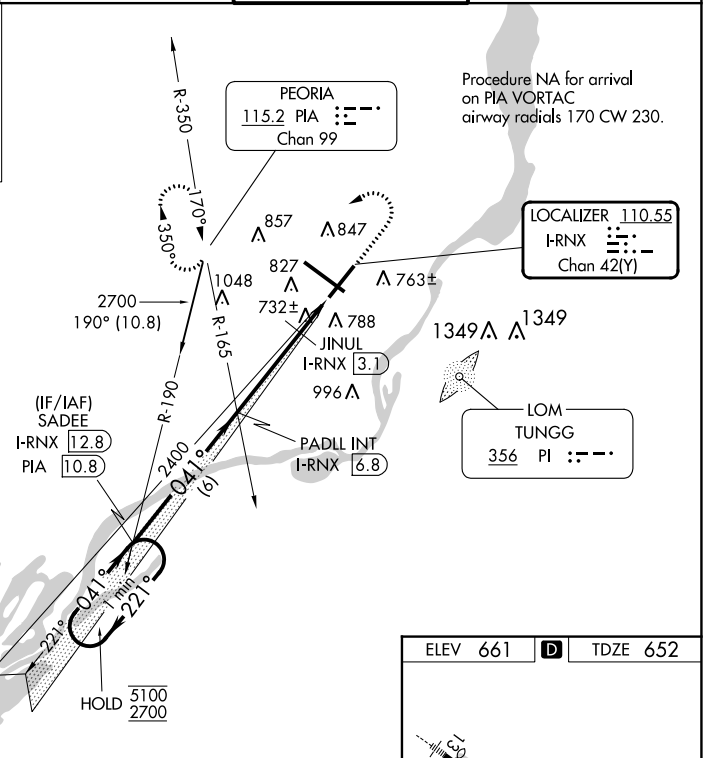 Procedure NA for arrival
on PIA VORTAC
airway radials 170 CW 230.
PEORIA
115.2 PIA
Chan 99
R-350
170°
350°
LOCALIZER 110.55
I-RNX
Chan 42(Y)
857
847
827
763±
1048
732±
788
1349
1349
996
2700
190° (10.8)
R-165
R-190
JINUL
I-RNX 3.1
LOM
TUNGG
356 PI
(IF/IAF)
SADEE
I-RNX 12.8
PIA 10.8
PADLL INT
I-RNX 6.8
2400
041°
(6)
041°
1 min
221°
221°
HOLD 5100
2700
ELEV 661 D TDZE 652